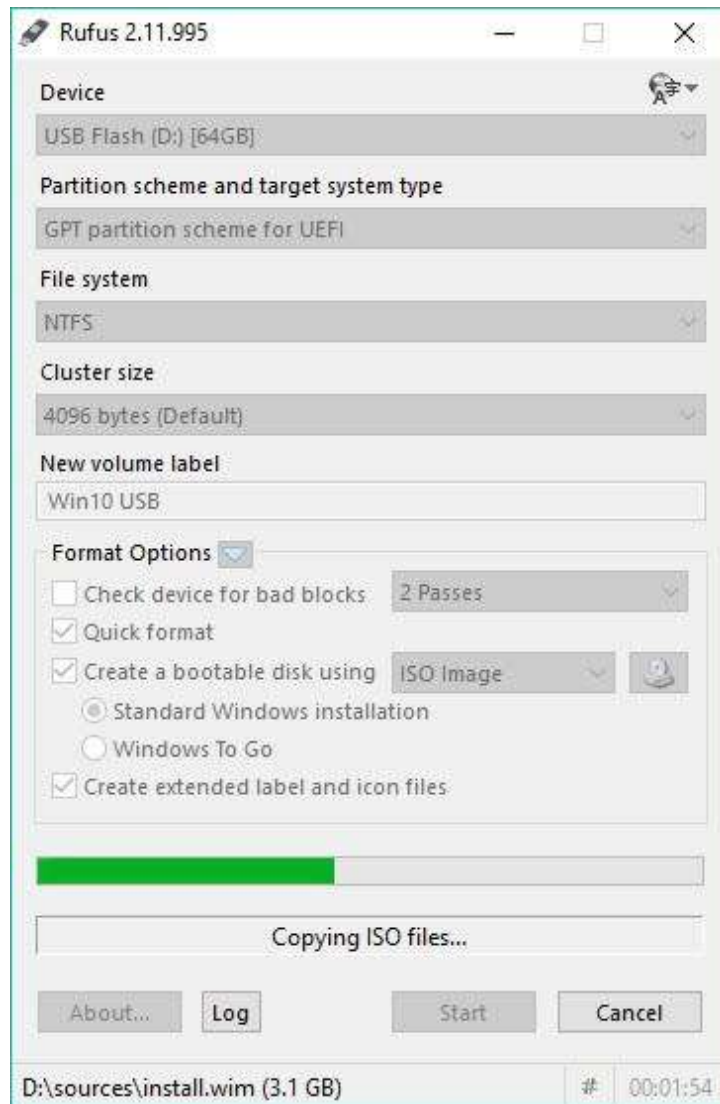 Rufus 2.11.995
Device
USB Flash (D:) [64GB]
Partition scheme and target system type
GPT partition scheme for UEFI
File system
NTFS
Cluster size
4096 bytes (Default)
New volume label
Win10 USB
Format Options
Check device for bad blocks 2 Passes
Quick format
Create a bootable disk using ISO Image
Standard Windows installation
Windows To Go
Create extended label and icon files
Copying ISO files...
About... Log Start Cancel
D:\sources\install.wim (3.1 GB) # 00:01:54